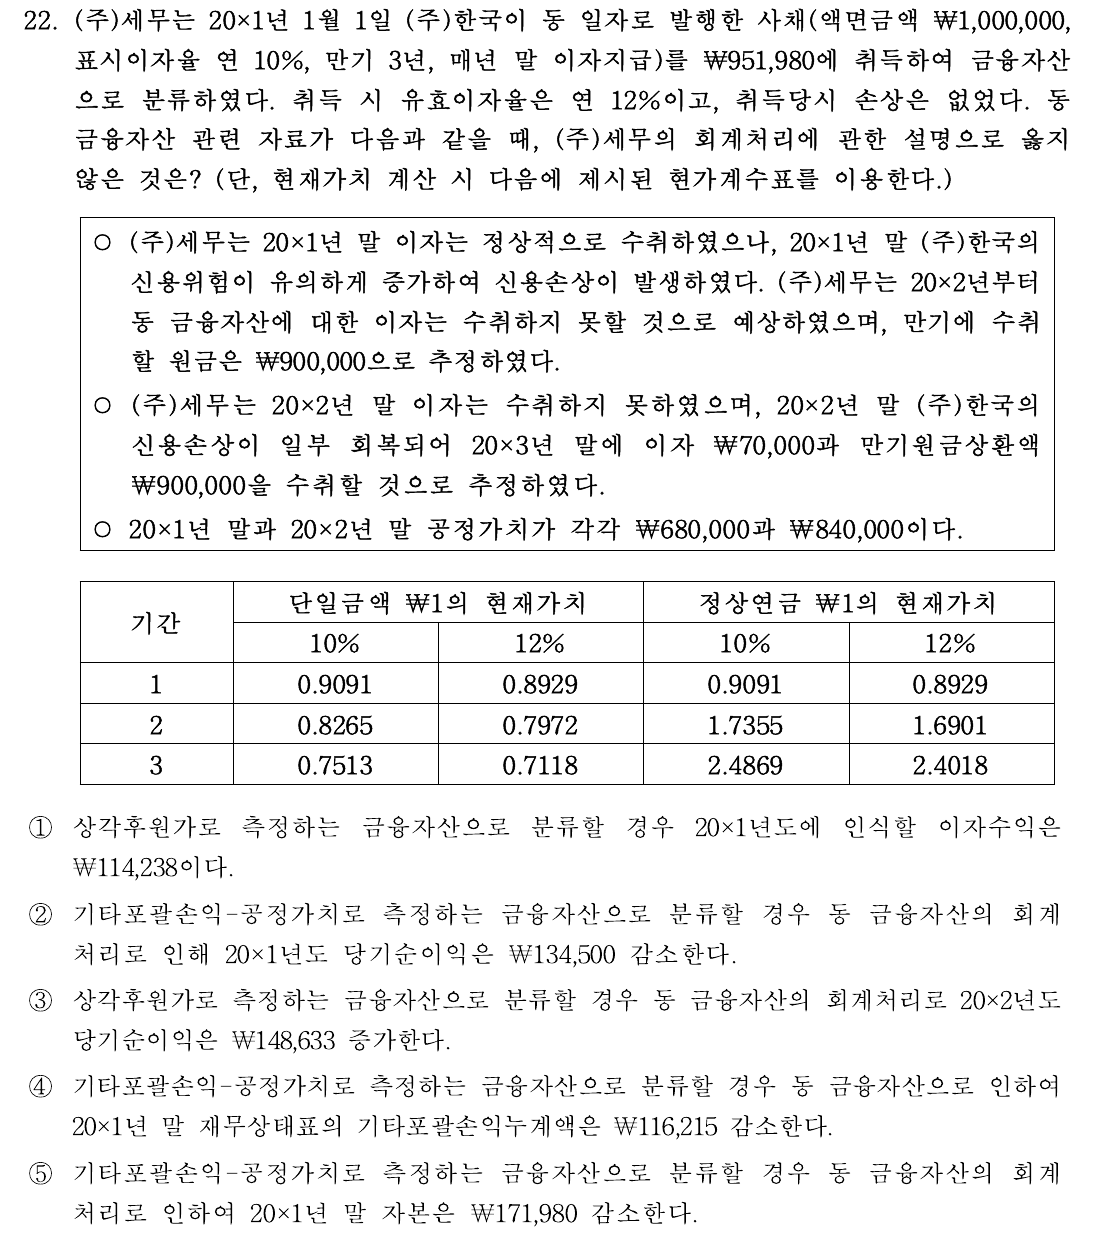 22. (주)세무는 20×1년 1월 1일 (주)한국이 동 일자로 발행한 사채(액면금액 ₩1,000,000,
표시이자율 연 10%, 만기 3년, 매년 말 이자지급)를 ₩951,980에 취득하여 금융자산
으로 분류하였다. 취득 시 유효이자율은 연 12%이고, 취득당시 손상은 없었다. 동
금융자산 관련 자료가 다음과 같을 때, (주)세무의 회계처리에 관한 설명으로 옳지
않은 것은? (단, 현재가치 계산 시 다음에 제시된 현가계수표를 이용한다.)
○ (주)세무는 20×1년 말 이자는 정상적으로 수취하였으나, 20×1년 말 (주)한국의
신용위험이 유의하게 증가하여 신용손상이 발생하였다. (주)세무는 20×2년부터
동 금융자산에 대한 이자는 수취하지 못할 것으로 예상하였으며, 만기에 수취
할 원금은 ₩900,000으로 추정하였다.
○ (주)세무는 20×2년 말 이자는 수취하지 못하였으며, 20×2년 말 (주)한국의
신용손상이 일부 회복되어 20×3년 말에 이자 ₩70,000과 만기원금상환액
₩900,000을 수취할 것으로 추정하였다.
○ 20×1년 말과 20×2년 말 공정가치가 각각 ₩680,000과 ₩840,000이다.
기간 단일금액 ₩1의 현재가치 정상연금 ₩1의 현재가치
10% 12% 10% 12%
1 0.9091 0.8929 0.9091 0.8929
2 0.8265 0.7972 1.7355 1.6901
3 0.7513 0.7118 2.4869 2.4018
① 상각후원가로 측정하는 금융자산으로 분류할 경우 20×1년도에 인식할 이자수익은
₩114,238이다.
② 기타포괄손익-공정가치로 측정하는 금융자산으로 분류할 경우 동 금융자산의 회계
처리로 인해 20×1년도 당기순이익은 ₩134,500 감소한다.
③ 상각후원가로 측정하는 금융자산으로 분류할 경우 동 금융자산의 회계처리로 20×2년도
당기순이익은 ₩148,633 증가한다.
④ 기타포괄손익-공정가치로 측정하는 금융자산으로 분류할 경우 동 금융자산으로 인하여
20×1년 말 재무상태표의 기타포괄손익누계액은 ₩116,215 감소한다.
⑤ 기타포괄손익-공정가치로 측정하는 금융자산으로 분류할 경우 동 금융자산의 회계
처리로 인하여 20×1년 말 자본은 ₩171,980 감소한다.